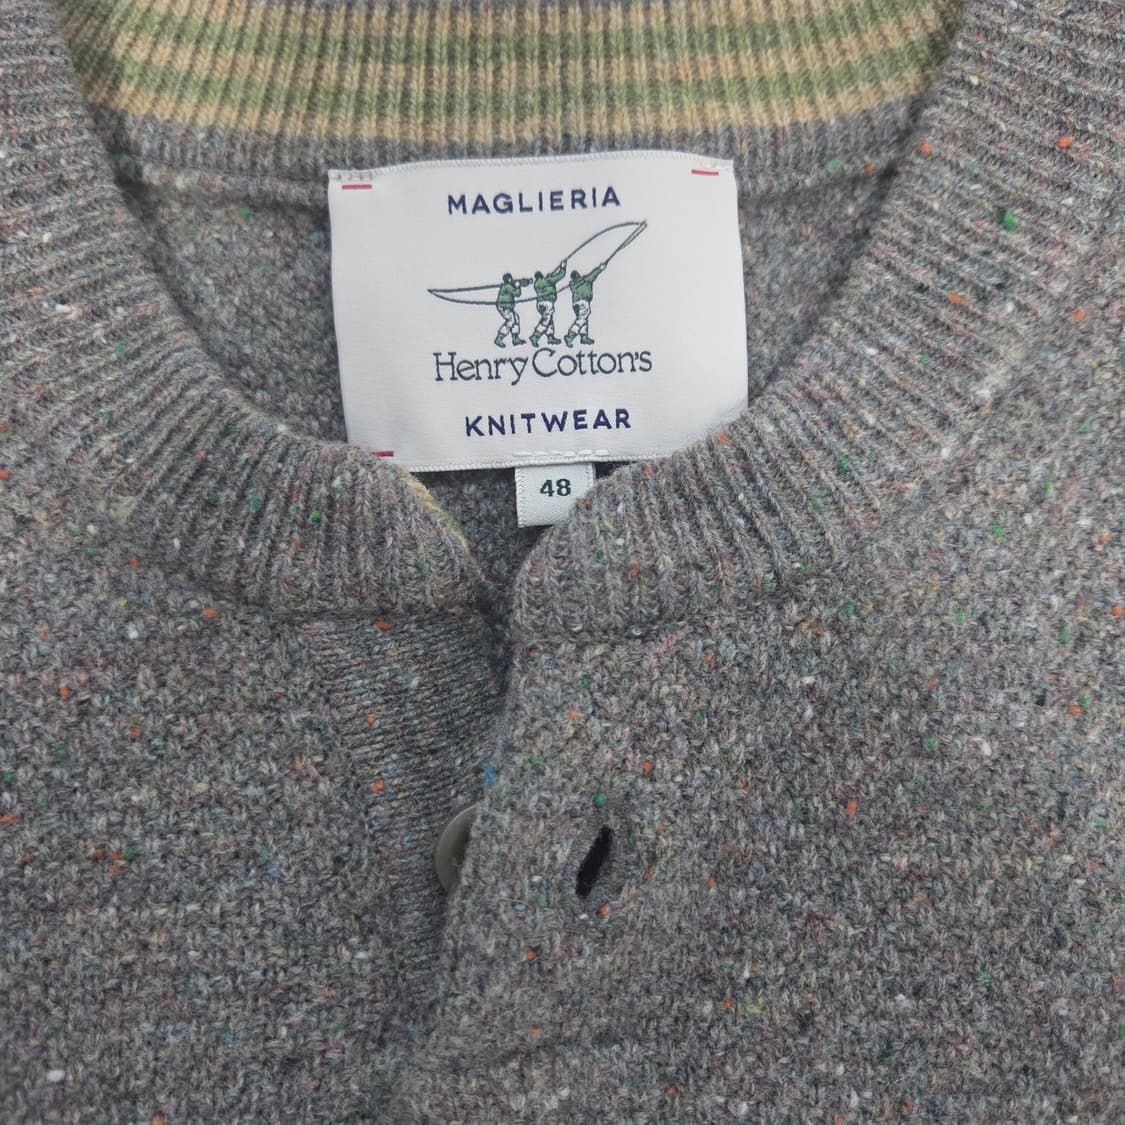 MAGLIERIA
Henry Cotton's
KNITWEAR
48